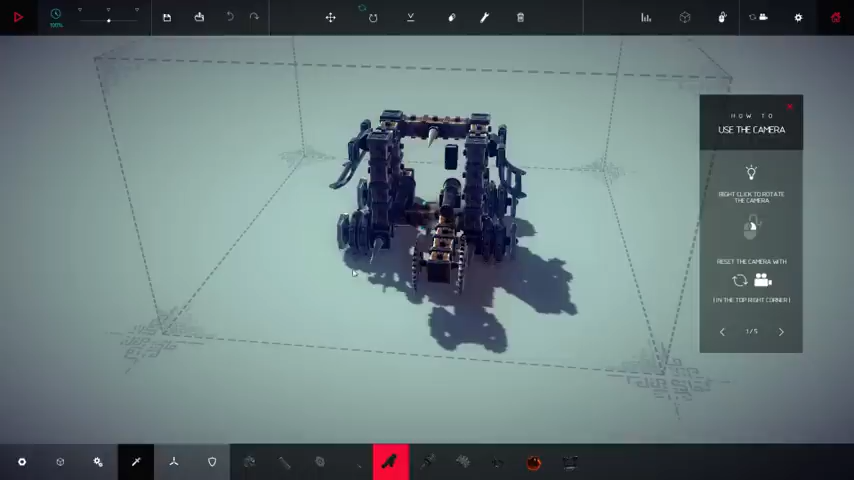 100%
HOW TO
USE THE CAMERA
RIGHT CLICK TO ROTATE
THE CAMERA
RESET THE CAMERA WITH
( IN THE TOP RIGHT CORNER )
1/5